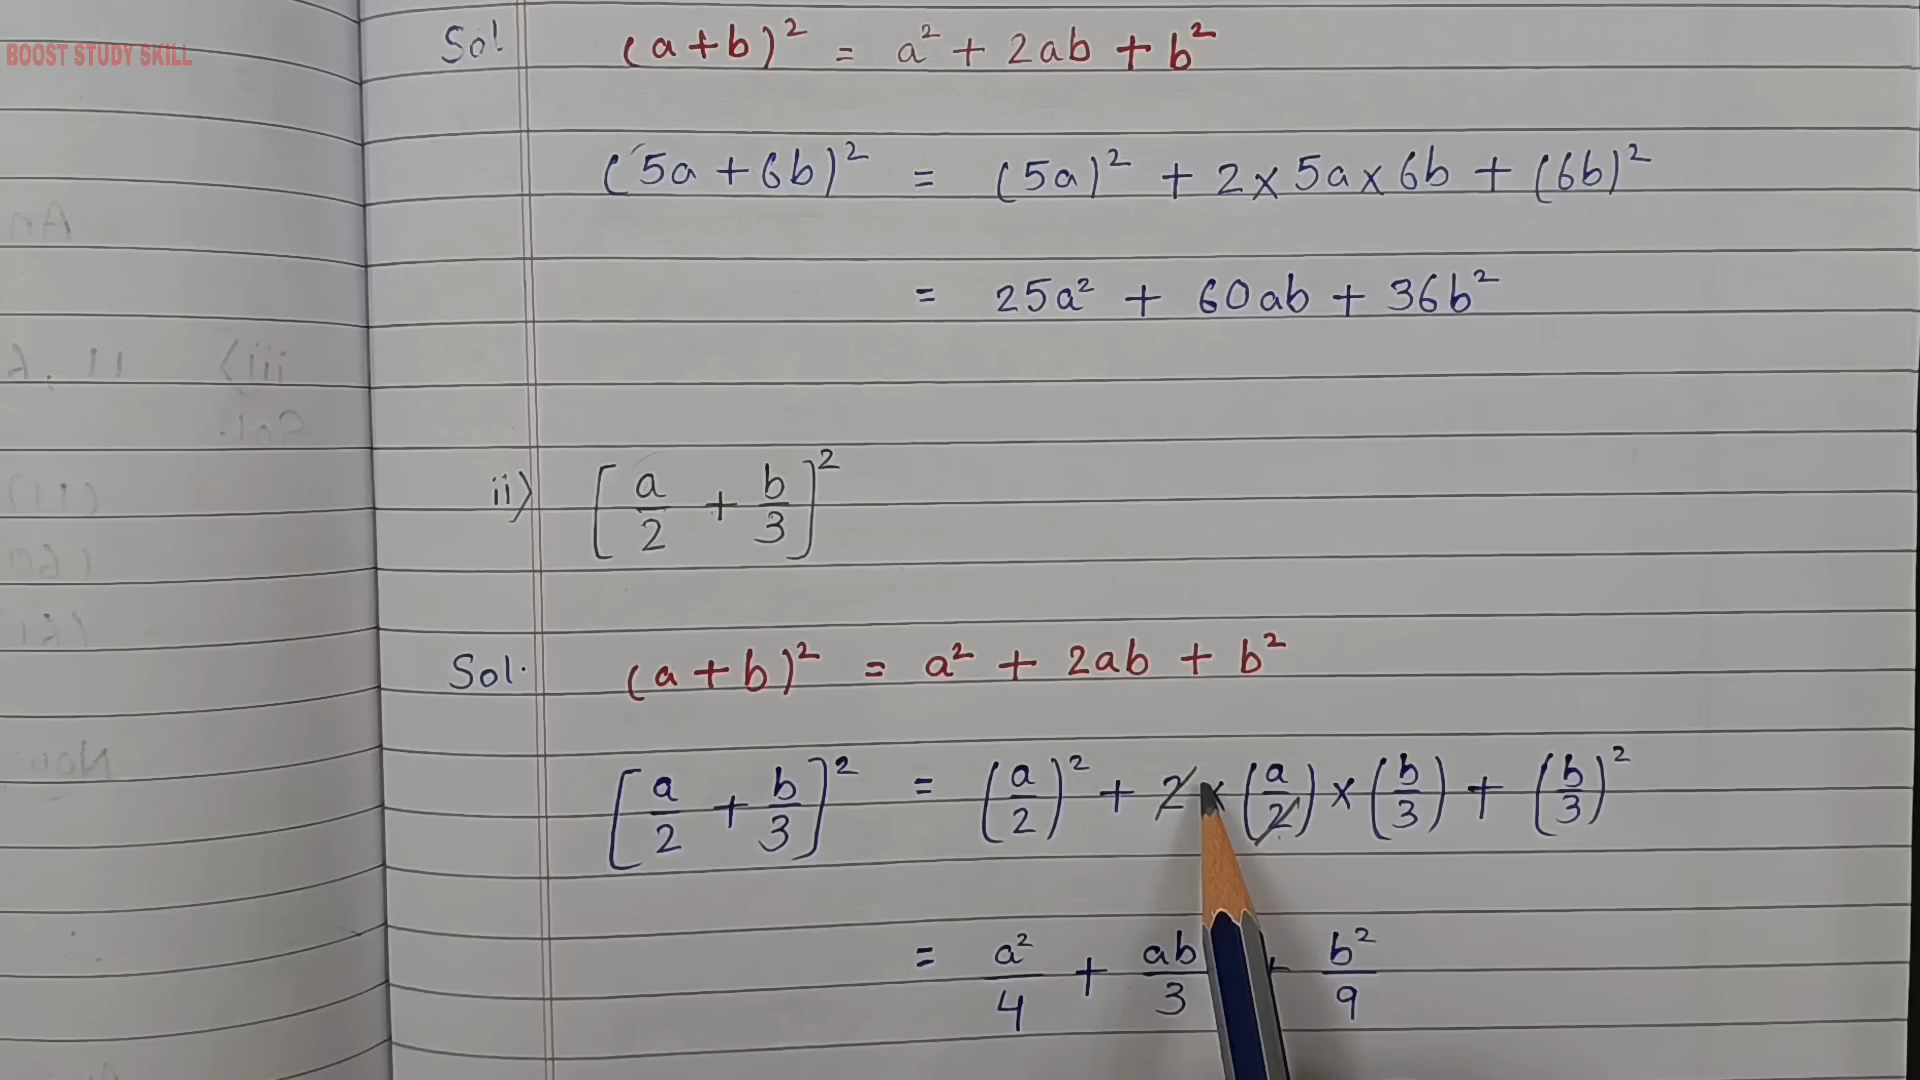 BOOST STUDY SKILL
Sol (a+b)² = a² + 2ab + b²
(5a + 6b)² = (5a)² + 2 × 5a × 6b + (6b)²
= 25a² + 60ab + 36b²
ii) [a/2 + b/3]²
Sol. (a+b)² = a² + 2ab + b²
[a/2 + b/3]² = (a/2)² + 2 × (a/2) × (b/3) + (b/3)²
= a²/4 + ab/3 + b²/9